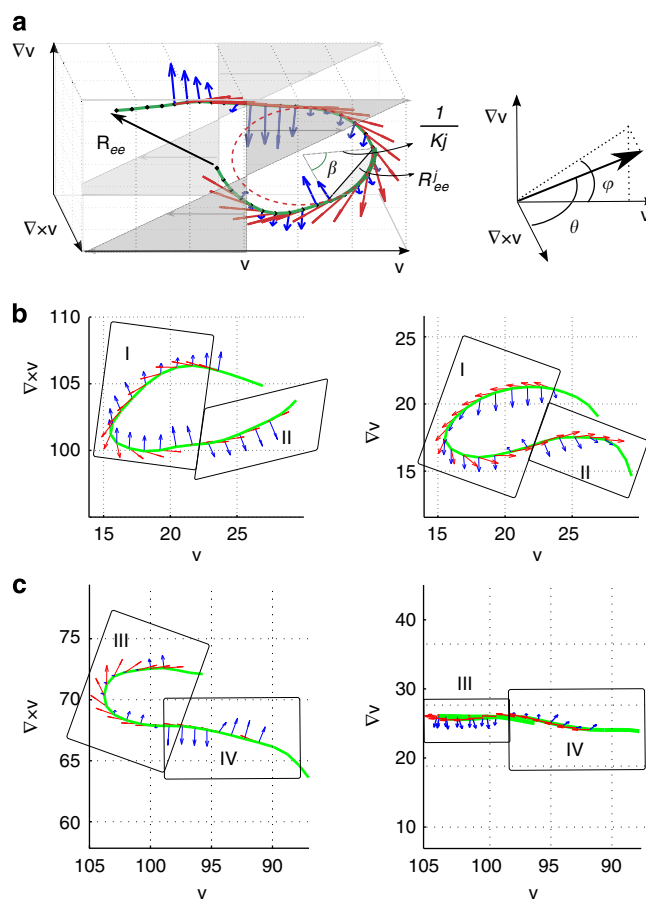 a
∇v
R_ee
∇×v
v
v
β
1/Kj
R^j_ee
∇v
∇×v
θ
φ
v
b
110
105
100
∇×v
I
II
15 20 25
v
25
20
15
∇v
I
II
15 20 25
v
c
75
70
65
60
∇×v
III
IV
105 100 95 90
v
40
30
20
10
∇v
III
IV
105 100 95 90
v